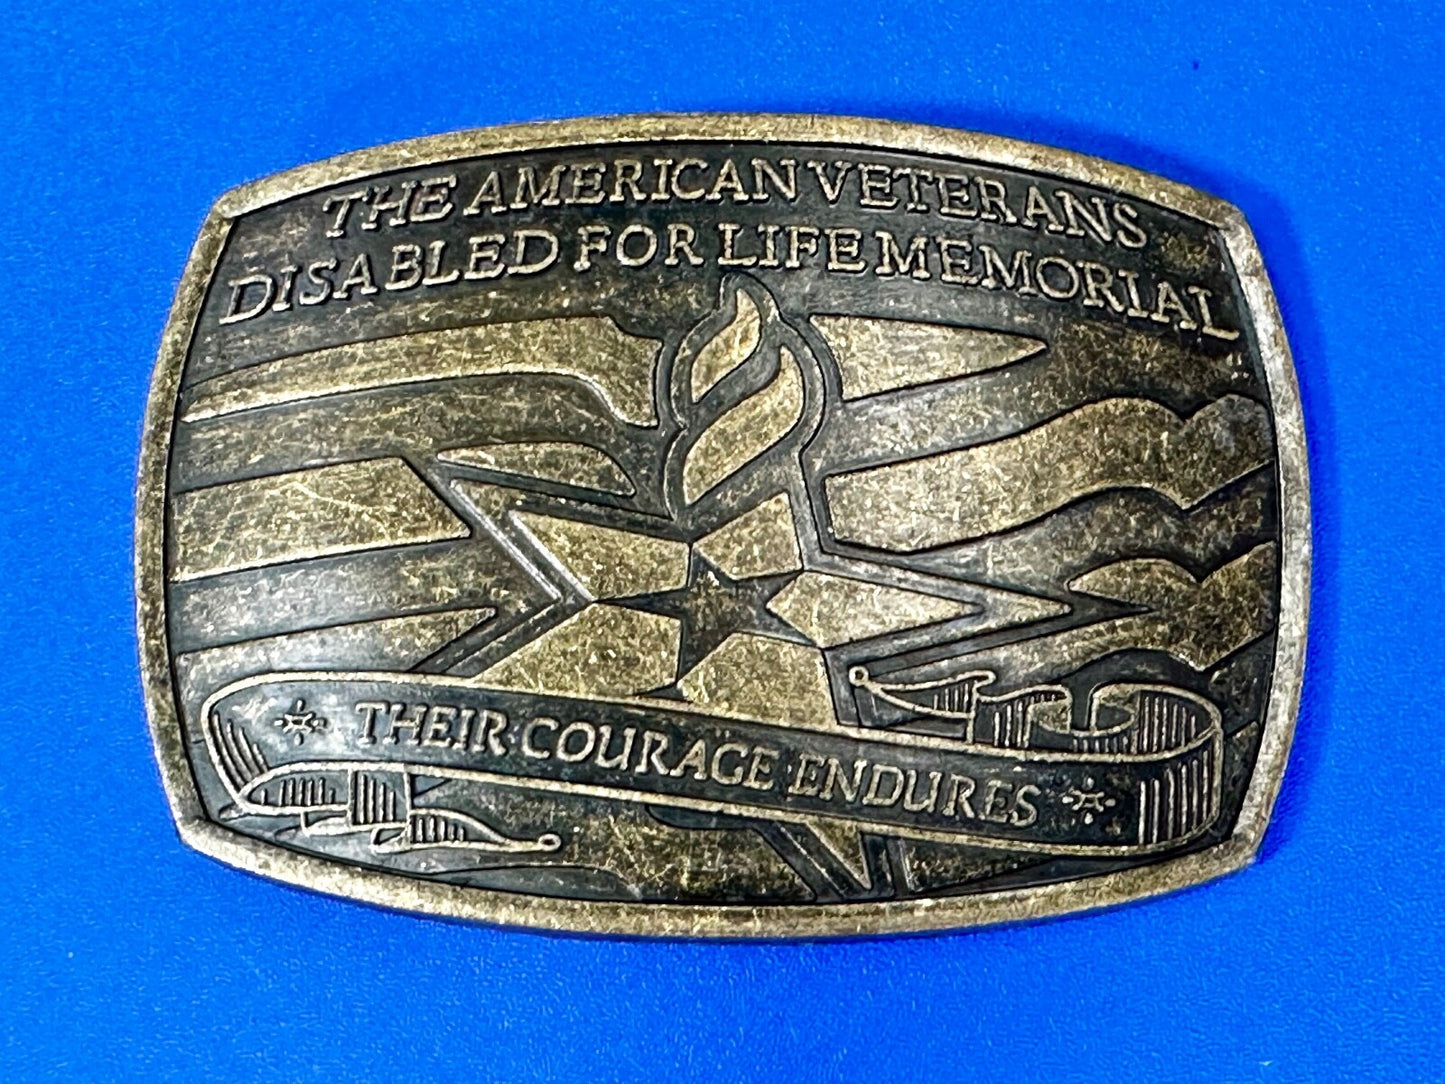 THE AMERICAN VETERANS
DISABLED FOR LIFE MEMORIAL
THEIR COURAGE ENDURES